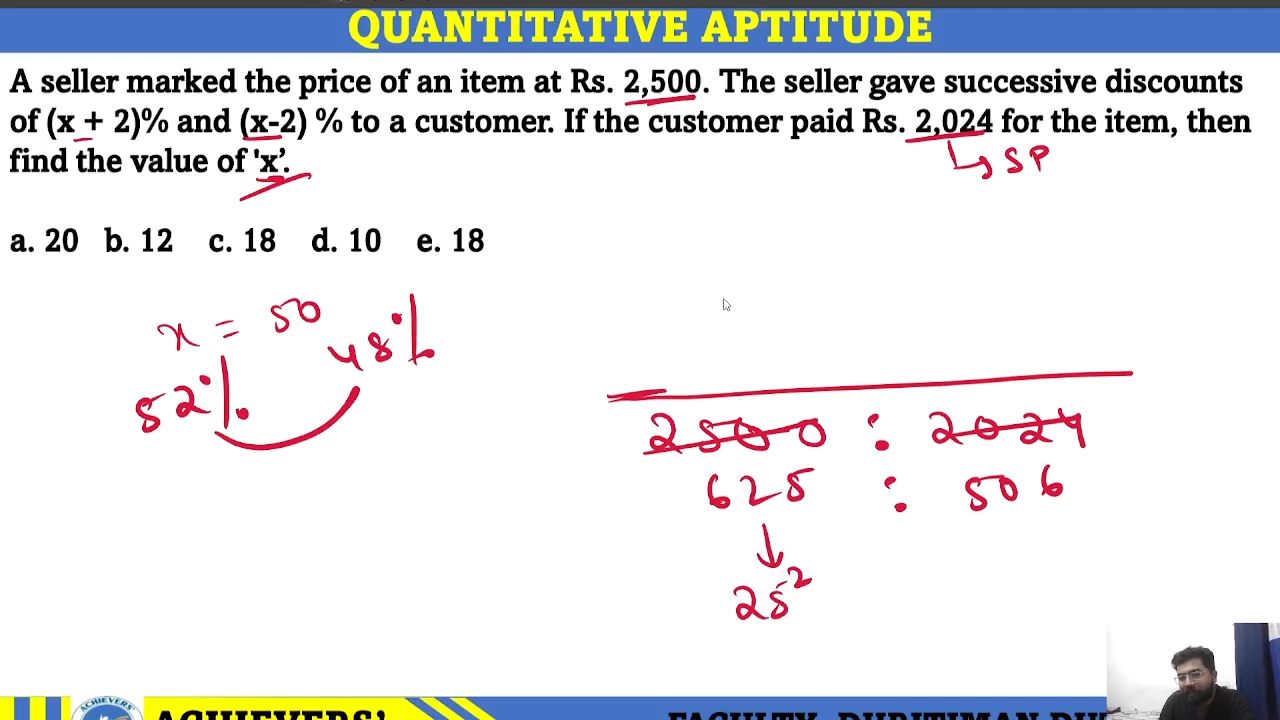 QUANTITATIVE APTITUDE
A seller marked the price of an item at Rs. 2,500. The seller gave successive discounts
of (x + 2)% and (x-2) % to a customer. If the customer paid Rs. 2,024 for the item, then
find the value of 'x’.
SP
a. 20 b. 12 c. 18 d. 10 e. 18
x = 50
52% 48%
2500 : 2024
625 : 506
25²
ACHIEVERS'